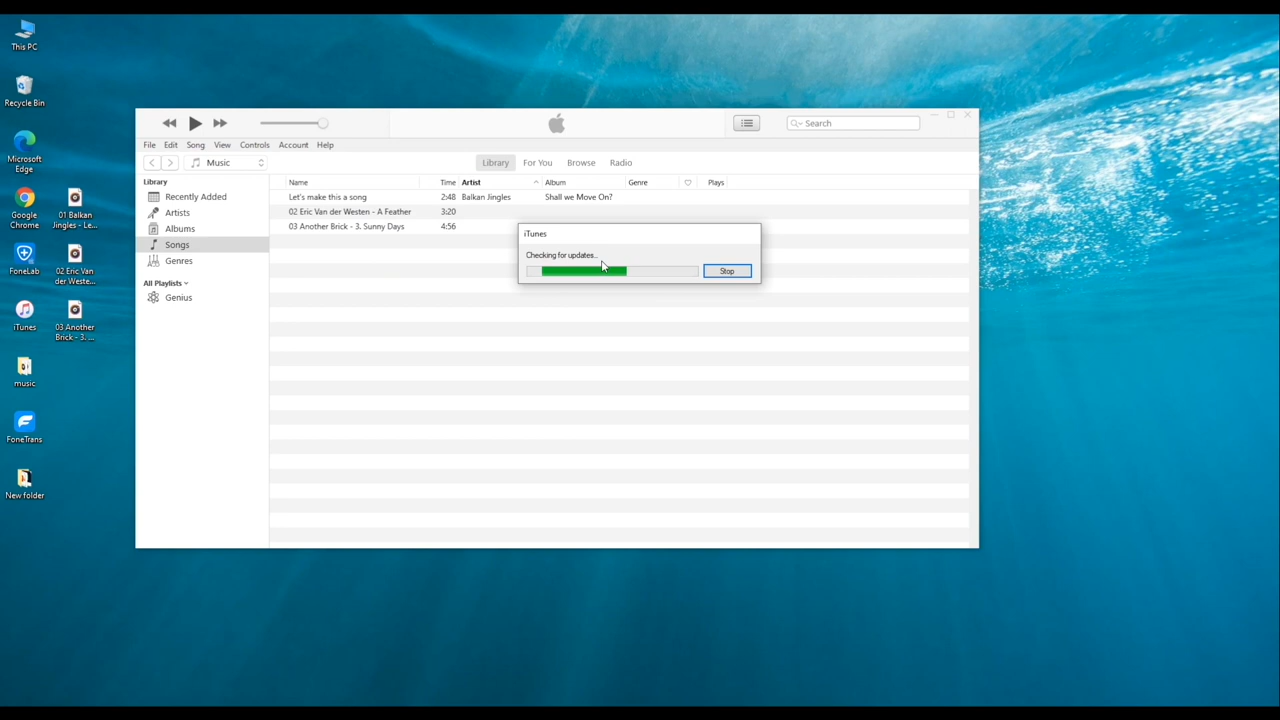 This PC
Recycle Bin
Microsoft
Edge
Google
Chrome
01 Balkan
Jingles - Le...
FoneLab
02 Eric Van
der Weste...
iTunes
03 Another
Brick - 3. ...
music
FoneTrans
New folder
Search
File Edit Song View Controls Account Help
Music
Library For You Browse Radio
Library
Recently Added
Artists
Albums
Songs
Genres
All Playlists
Genius
Name Time Artist Album Genre Plays
Let's make this a song 2:48 Balkan Jingles Shall we Move On?
02 Eric Van der Westen - A Feather 3:20
03 Another Brick - 3. Sunny Days 4:56
iTunes
Checking for updates...
Stop